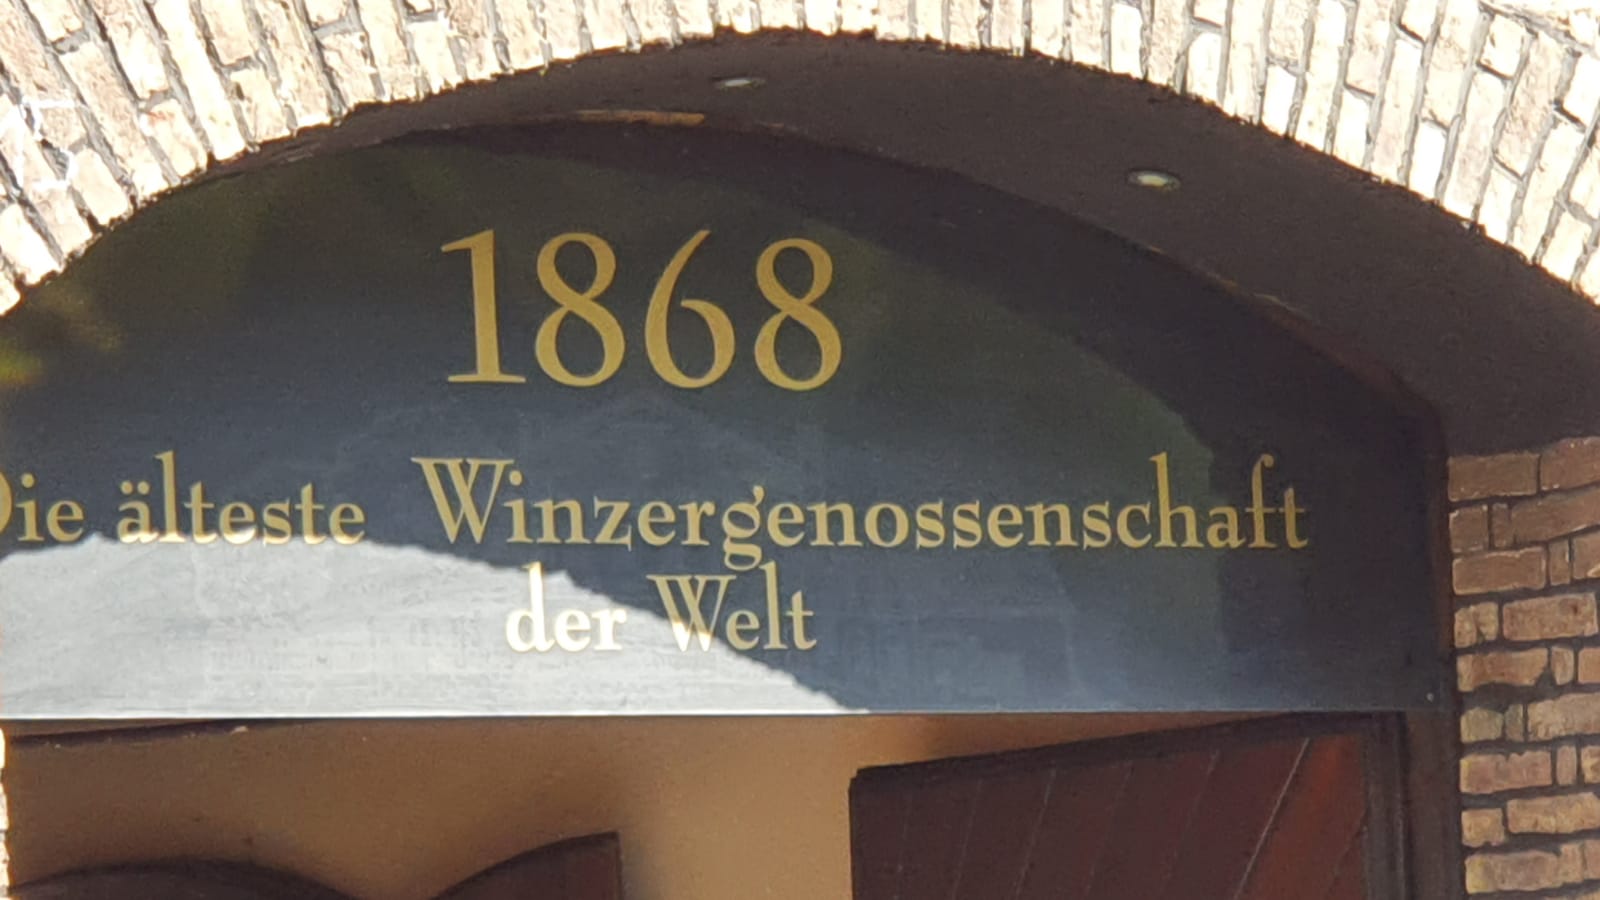 1868
Die älteste Winzergenossenschaft
der Welt